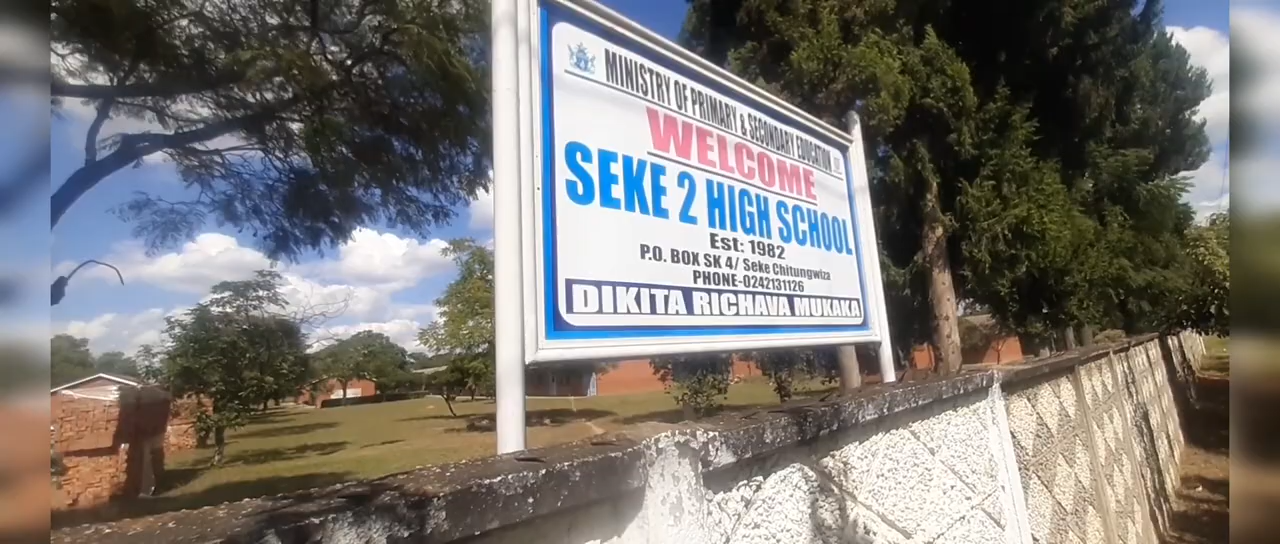 MINISTRY OF PRIMARY & SECONDARY EDUCATION
WELCOME
SEKE 2 HIGH SCHOOL
Est: 1982
P.O. BOX SK 4/ Seke Chitungwiza
PHONE-0242131126
DIKITA RICHAVA MUKAKA